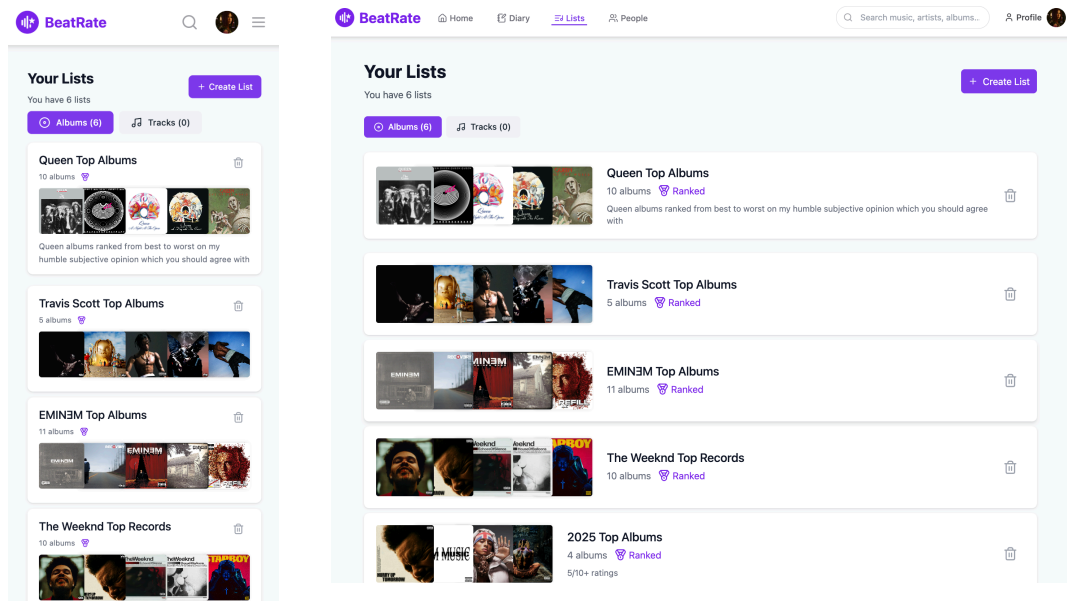 BeatRate
Your Lists
+ Create List
You have 6 lists
Albums (6)
Tracks (0)
Queen Top Albums
10 albums
Queen albums ranked from best to worst on my
humble subjective opinion which you should agree with
Travis Scott Top Albums
5 albums
EMINƎM Top Albums
11 albums
EMINƎM
The Weeknd Top Records
10 albums
BeatRate
Home
Diary
Lists
People
Search music, artists, albums..
Profile
Your Lists
+ Create List
You have 6 lists
Albums (6)
Tracks (0)
Queen Top Albums
10 albums
Ranked
Queen albums ranked from best to worst on my humble subjective opinion which you should agree
with
Travis Scott Top Albums
5 albums
Ranked
EMINƎM Top Albums
11 albums
Ranked
The Weeknd Top Records
10 albums
Ranked
2025 Top Albums
4 albums
Ranked
5/10+ ratings